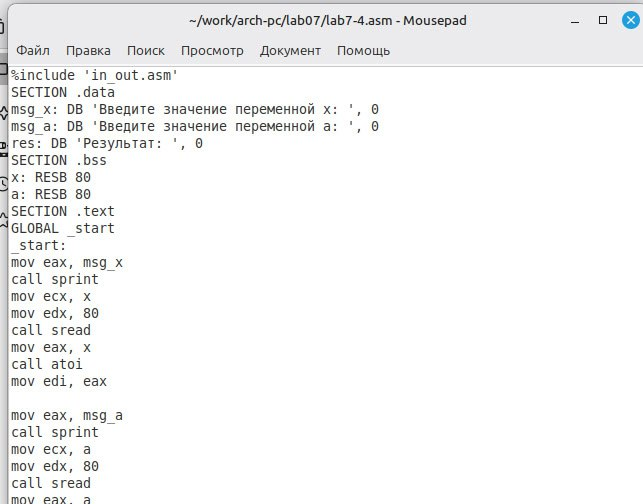 ~/work/arch-pc/lab07/lab7-4.asm - Mousepad
Файл Правка Поиск Просмотр Документ Помощь
%include 'in_out.asm'
SECTION .data
msg_x: DB 'Введите значение переменной x: ', 0
msg_a: DB 'Введите значение переменной a: ', 0
res: DB 'Результат: ', 0
SECTION .bss
x: RESB 80
a: RESB 80
SECTION .text
GLOBAL _start
_start:
mov eax, msg_x
call sprint
mov ecx, x
mov edx, 80
call sread
mov eax, x
call atoi
mov edi, eax
mov eax, msg_a
call sprint
mov ecx, a
mov edx, 80
call sread
mov eax, a